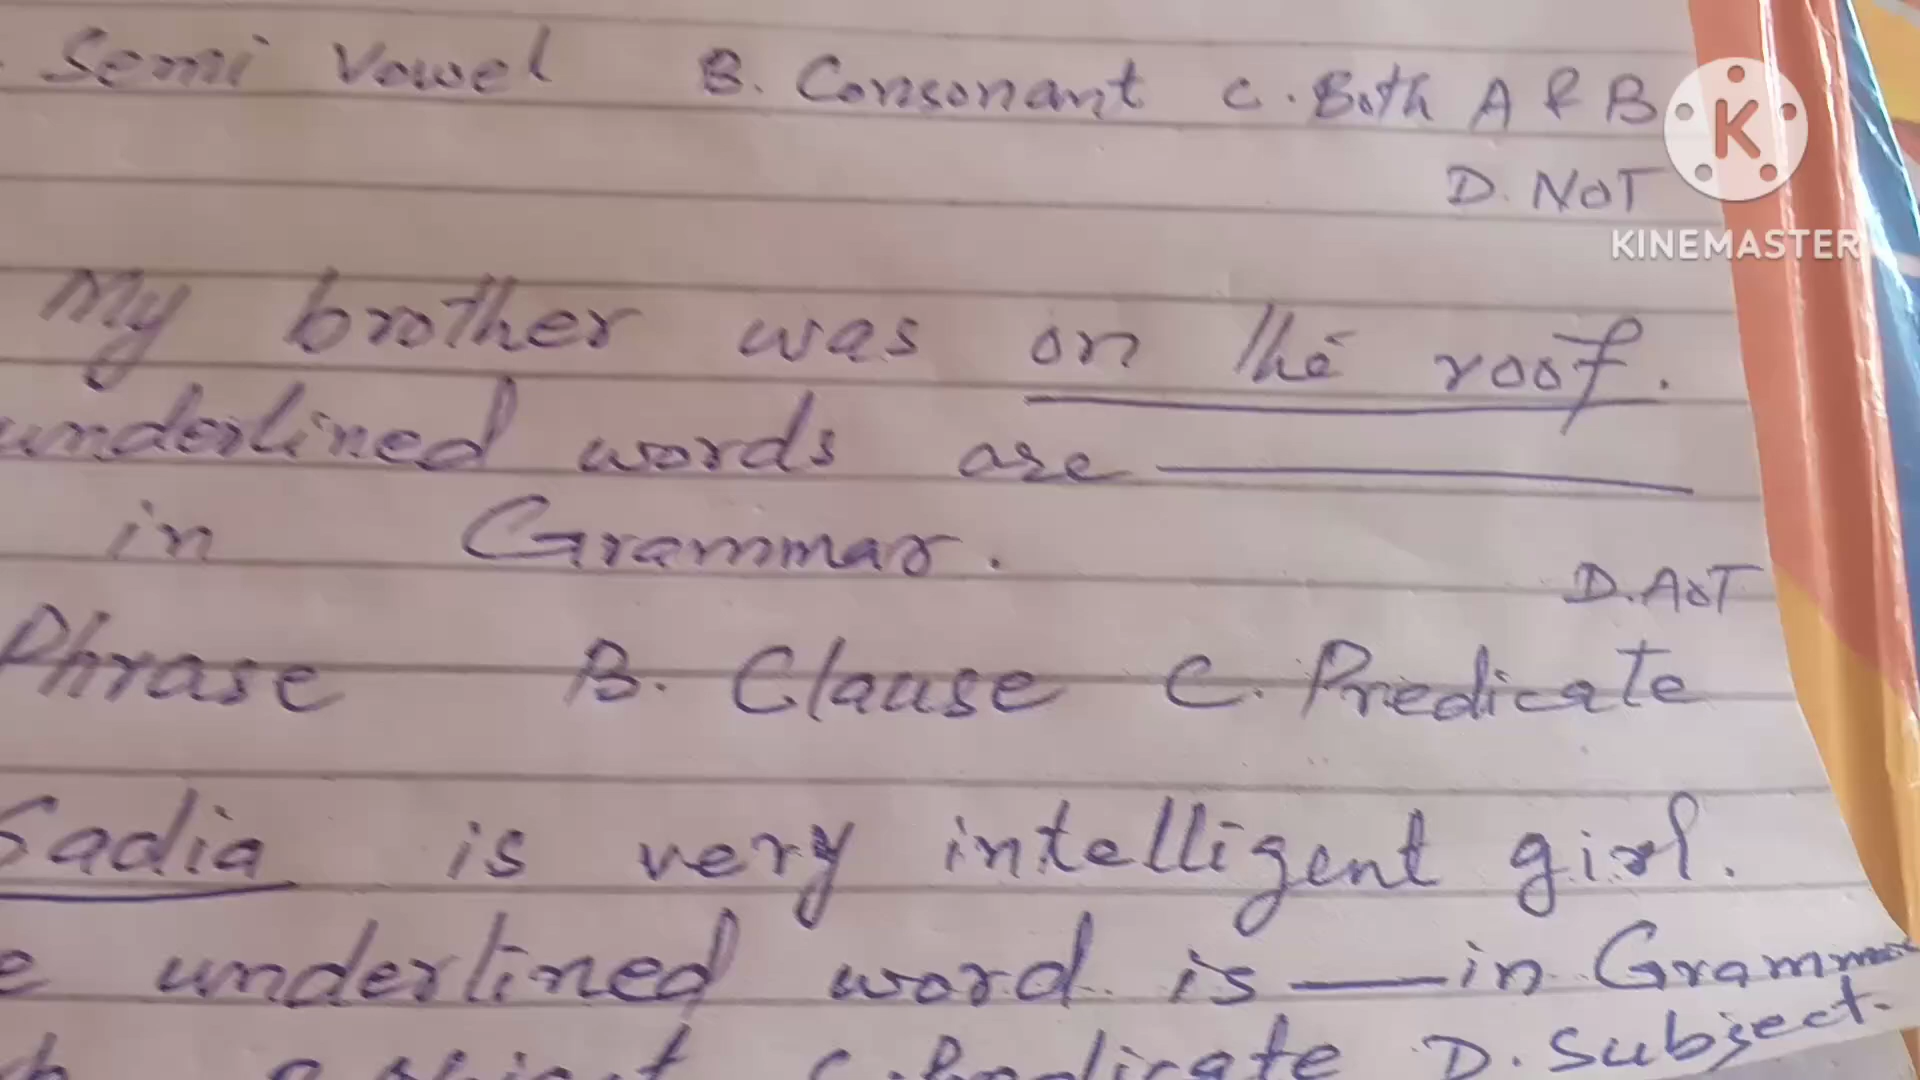 Semi Vowel B. Consonant C. Both A & B
D. NOT
KINEMASTER
My brother was on the roof.
underlined words are
in Grammar.
D. AOT
Phrase B. Clause C. Predicate
Sadia is very intelligent girl.
underlined word is — in Grammar
C. Predicate D. Subject.